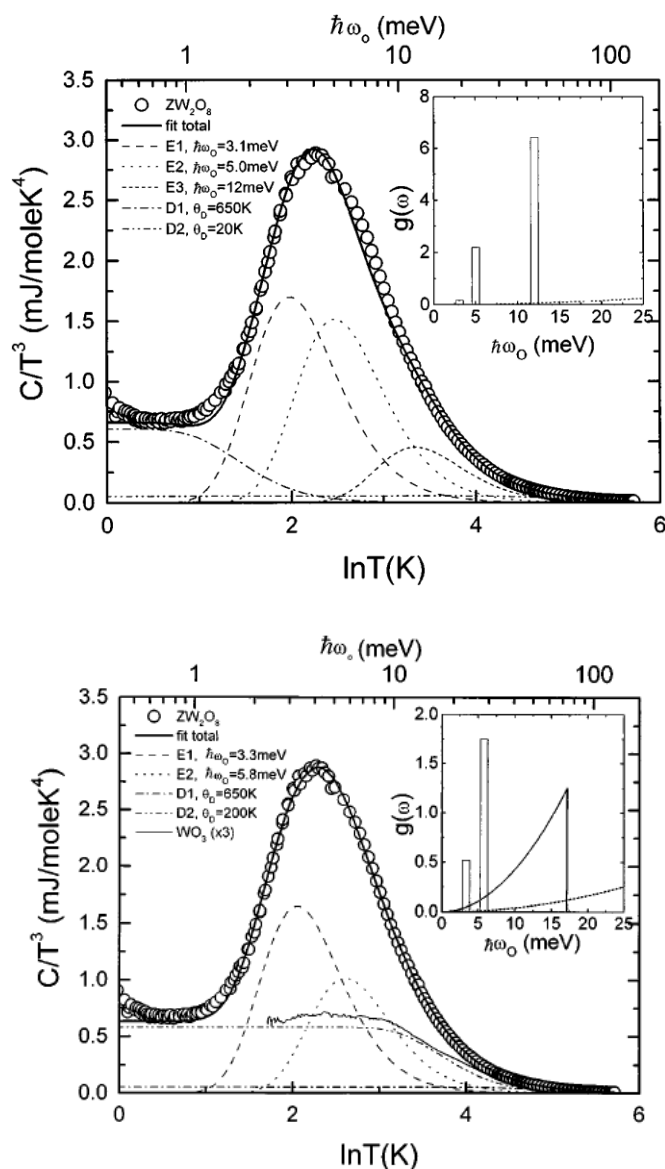 ħω₀ (meV)
1 10 100
3.5
3.0
2.5
2.0
1.5
1.0
0.5
0.0
C/T³ (mJ/moleK⁴)
ZW₂O₈
fit total
E1, ħω₀=3.1meV
E2, ħω₀=5.0meV
E3, ħω₀=12meV
D1, θ_D=650K
D2, θ_D=20K
8
6
4
2
0
g(ω)
0 5 10 15 20 25
ħω_O (meV)
0 2 4 6
lnT(K)
ħω₀ (meV)
1 10 100
3.5
3.0
2.5
2.0
1.5
1.0
0.5
0.0
C/T³ (mJ/moleK⁴)
ZW₂O₈
fit total
E1, ħω₀=3.3meV
E2, ħω₀=5.8meV
D1, θ_D=650K
D2, θ_D=200K
WO₃ (x3)
2.0
1.5
1.0
0.5
0.0
g(ω)
0 5 10 15 20 25
ħω_O (meV)
0 2 4 6
lnT(K)